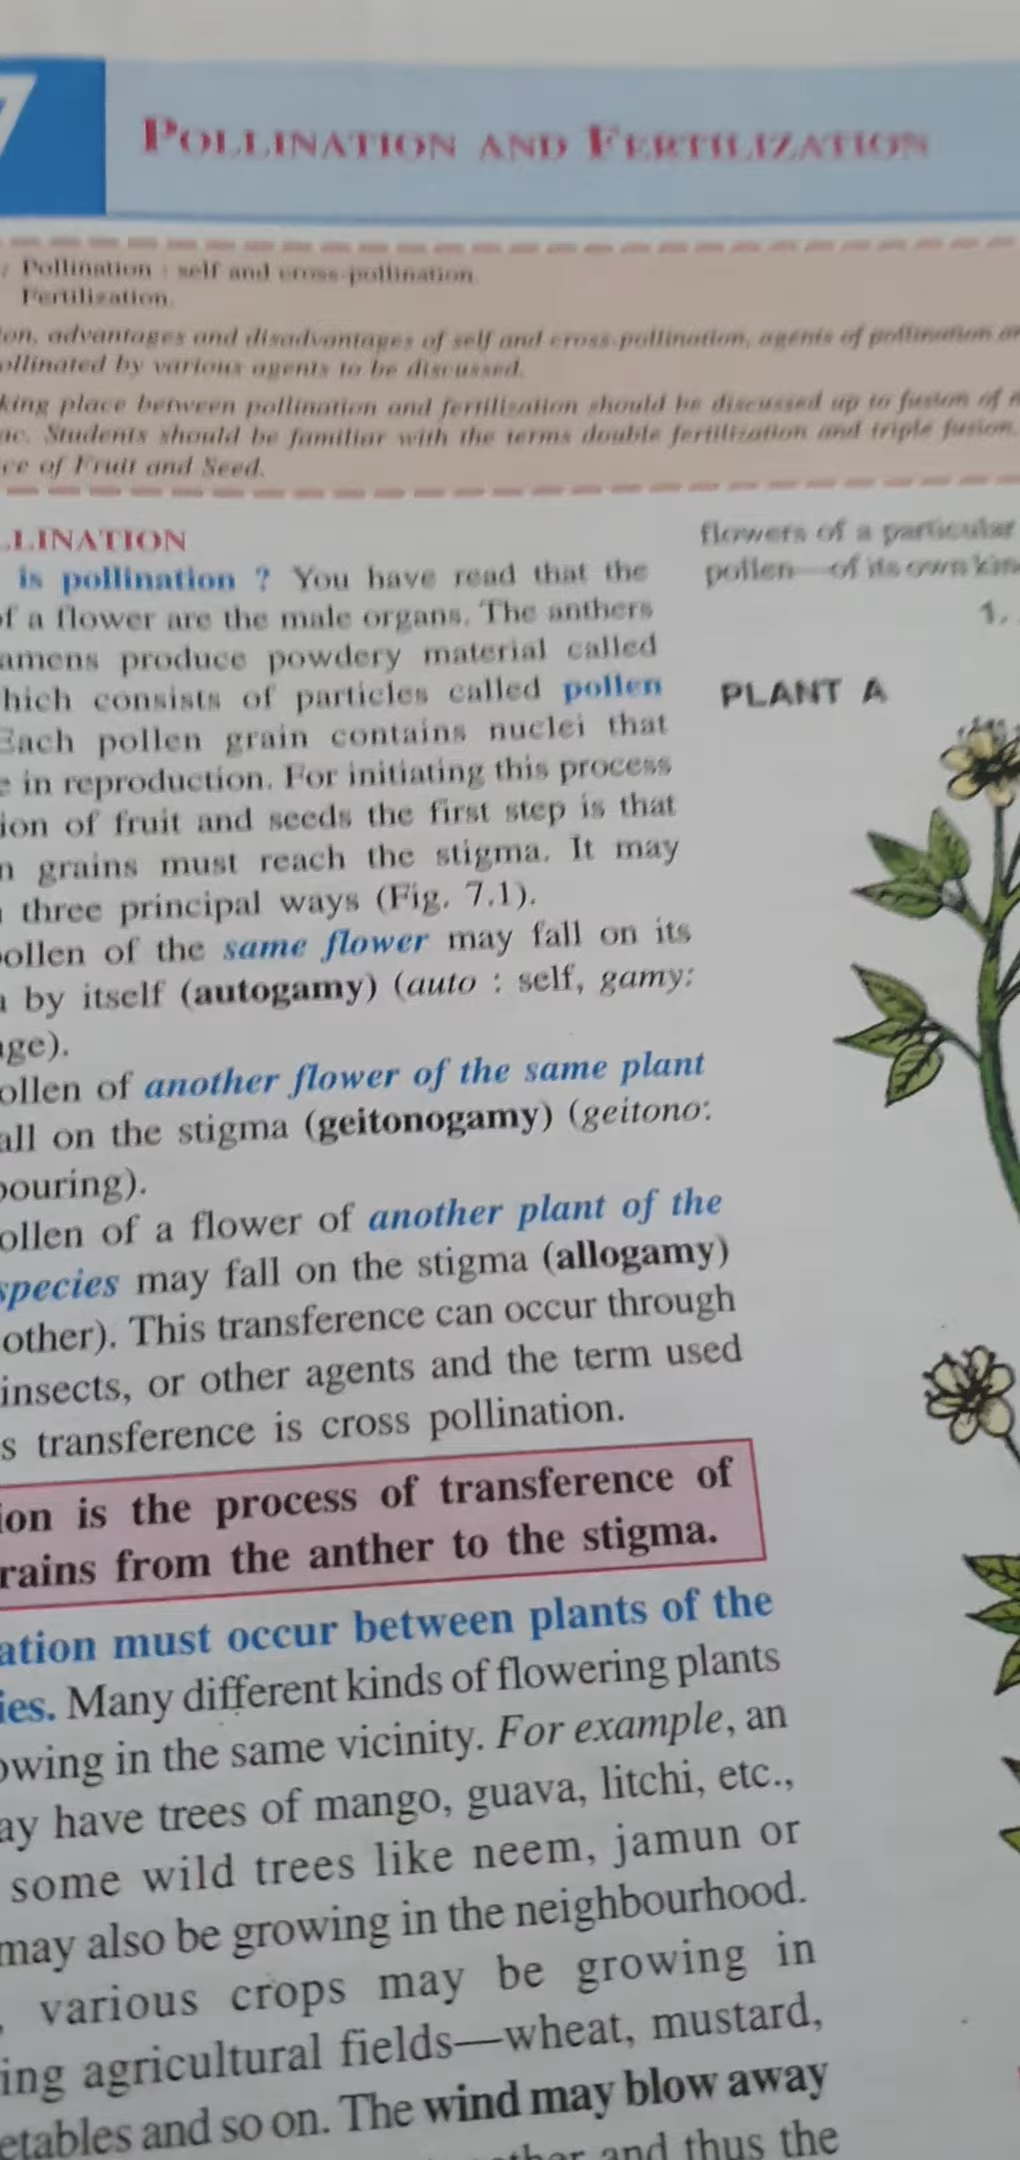 7
POLLINATION AND FERTILIZATION
Pollination : self and cross-pollination.
Fertilization.
on, advantages and disadvantages of self and cross-pollination, agents of pollination
ollinated by various agents to be discussed.
king place between pollination and fertilisation should be discussed up to fusion of
ac. Students should be familiar with the terms double fertilization and triple fusion.
ce of Fruit and Seed.
LLINATION
is pollination ? You have read that the
of a flower are the male organs. The anthers
amens produce powdery material called
hich consists of particles called pollen
Each pollen grain contains nuclei that
e in reproduction. For initiating this process
ion of fruit and seeds the first step is that
n grains must reach the stigma. It may
three principal ways (Fig. 7.1).
ollen of the same flower may fall on its
a by itself (autogamy) (auto : self, gamy:
age).
ollen of another flower of the same plant
all on the stigma (geitonogamy) (geitono:
bouring).
ollen of a flower of another plant of the
species may fall on the stigma (allogamy)
other). This transference can occur through
insects, or other agents and the term used
s transference is cross pollination.
ion is the process of transference of
rains from the anther to the stigma.
ation must occur between plants of the
ies. Many different kinds of flowering plants
owing in the same vicinity. For example, an
ay have trees of mango, guava, litchi, etc.,
some wild trees like neem, jamun or
may also be growing in the neighbourhood.
, various crops may be growing in
ing agricultural fields—wheat, mustard,
etables and so on. The wind may blow away
and thus the
flowers of a particular
pollen—of its own kin
1.
PLANT A